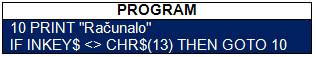 PROGRAM
10 PRINT "Računalo"
IF INKEY$ <> CHR$(13) THEN GOTO 10